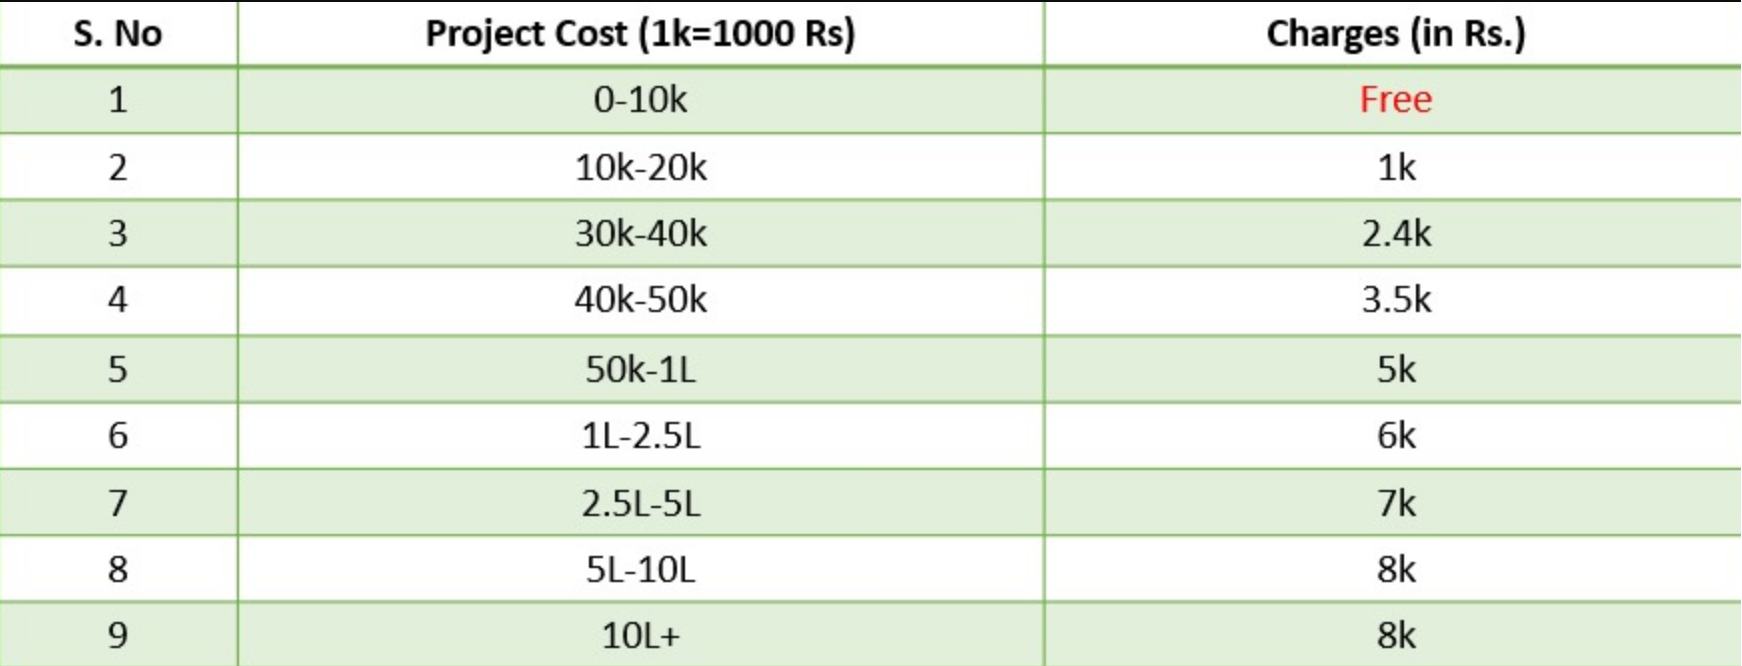 S. No Project Cost (1k=1000 Rs) Charges (in Rs.)
1 0-10k Free
2 10k-20k 1k
3 30k-40k 2.4k
4 40k-50k 3.5k
5 50k-1L 5k
6 1L-2.5L 6k
7 2.5L-5L 7k
8 5L-10L 8k
9 10L+ 8k